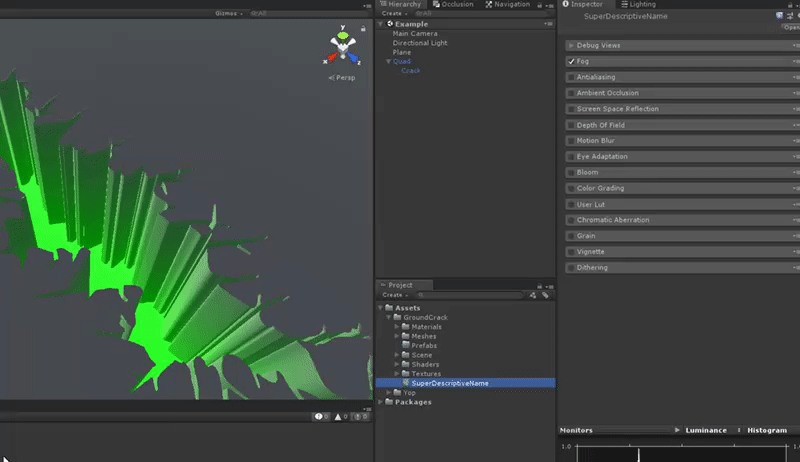 Gizmos
All
Y
X
Z
Persp
0
0
0
Hierarchy
Occlusion
Navigation
Create
All
Example
Main Camera
Directional Light
Plane
Quad
Crack
Project
Create
Assets
GroundCrack
Materials
Meshes
Prefabs
Scene
Shaders
Textures
SuperDescriptiveName
Yop
Packages
Inspector
Lighting
SuperDescriptiveName
Open
Debug Views
Fog
Antialiasing
Ambient Occlusion
Screen Space Reflection
Depth Of Field
Motion Blur
Eye Adaptation
Bloom
Color Grading
User Lut
Chromatic Aberration
Grain
Vignette
Dithering
Monitors
Luminance
Histogram
1.0
1.0